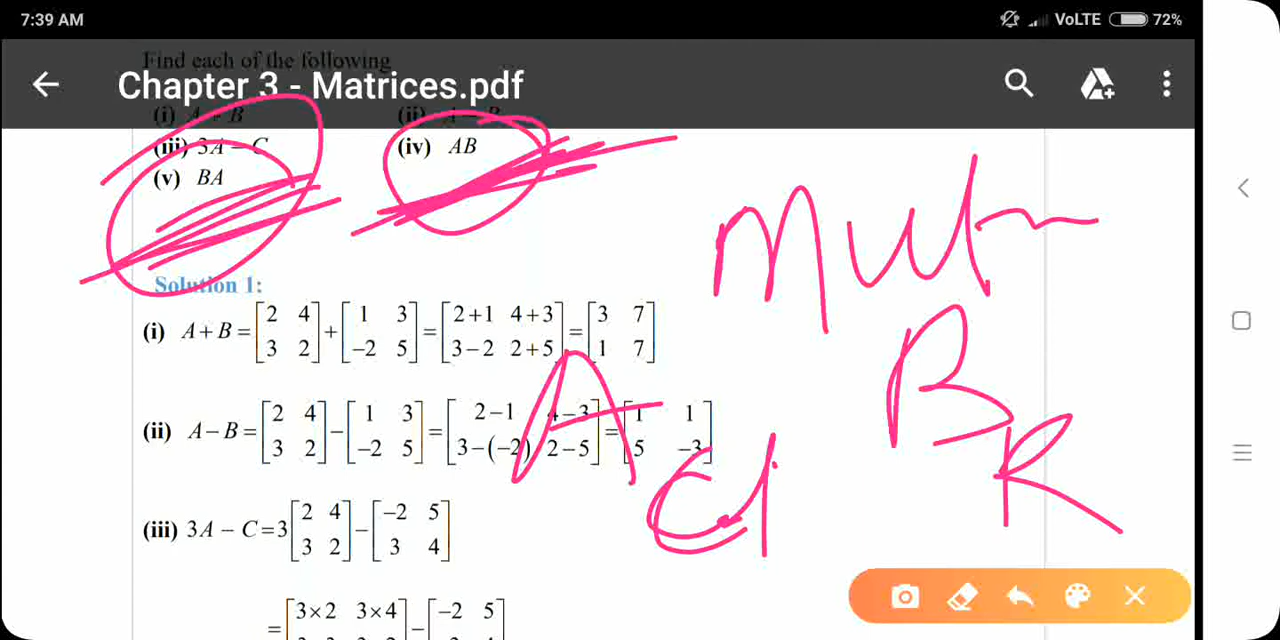 7:39 AM VoLTE 72%
Find each of the following
Chapter 3 - Matrices.pdf
(i) A + B (ii) A − B
(iii) 3A − C (iv) AB
(v) BA
Solution 1:
(i) A + B = [2 4; 3 2] + [1 3; −2 5] = [2+1 4+3; 3−2 2+5] = [3 7; 1 7]
(ii) A − B = [2 4; 3 2] − [1 3; −2 5] = [2−1 4−3; 3−(−2) 2−5] = [1 1; 5 −3]
(iii) 3A − C = 3[2 4; 3 2] − [−2 5; 3 4]
= [3×2 3×4 − [−2 5
B
R
A